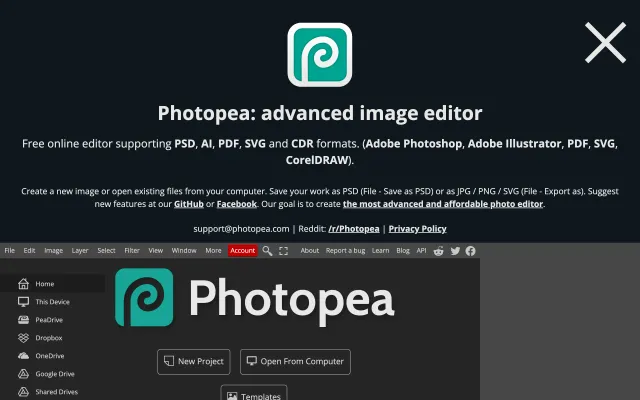 Photopea: advanced image editor
Free online editor supporting PSD, AI, PDF, SVG and CDR formats. (Adobe Photoshop, Adobe Illustrator, PDF, SVG,
CorelDRAW).
Create a new image or open existing files from your computer. Save your work as PSD (File - Save as PSD) or as JPG / PNG / SVG (File - Export as). Suggest
new features at our GitHub or Facebook. Our goal is to create the most advanced and affordable photo editor.
support@photopea.com | Reddit: /r/Photopea | Privacy Policy
File Edit Image Layer Select Filter View Window More Account About Report a bug Learn Blog API
Home
This Device
PeaDrive
Dropbox
OneDrive
Google Drive
Shared Drives
Photopea
New Project Open From Computer
Templates